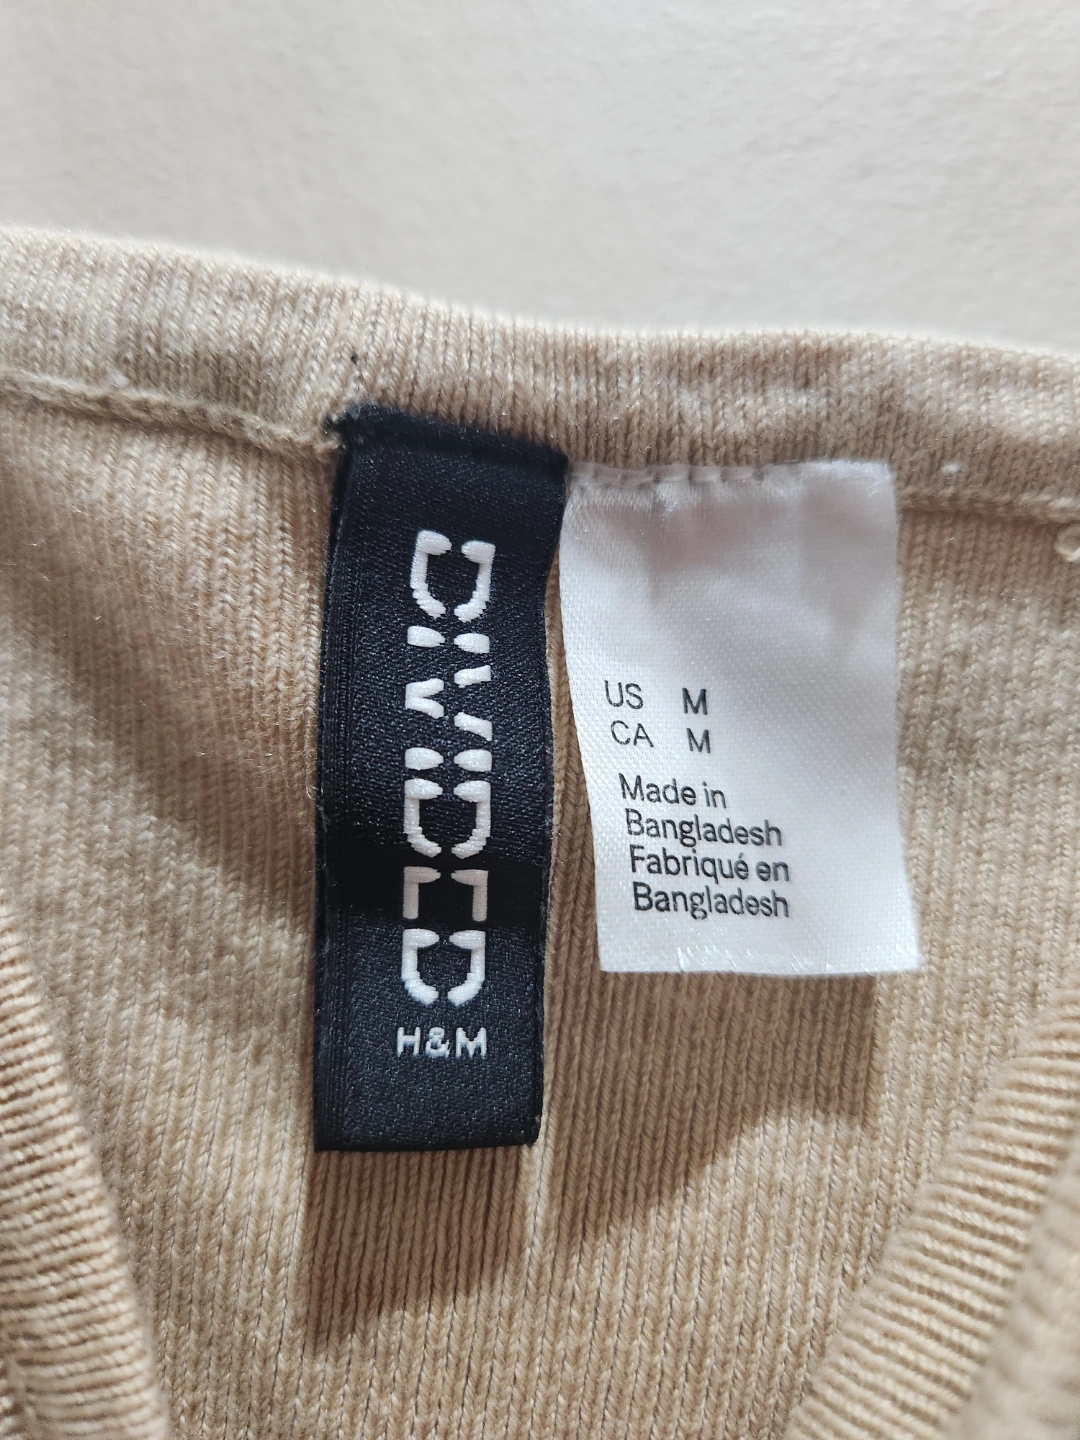 DIVIDED
H&M
US M
CA M
Made in
Bangladesh
Fabriqué en
Bangladesh